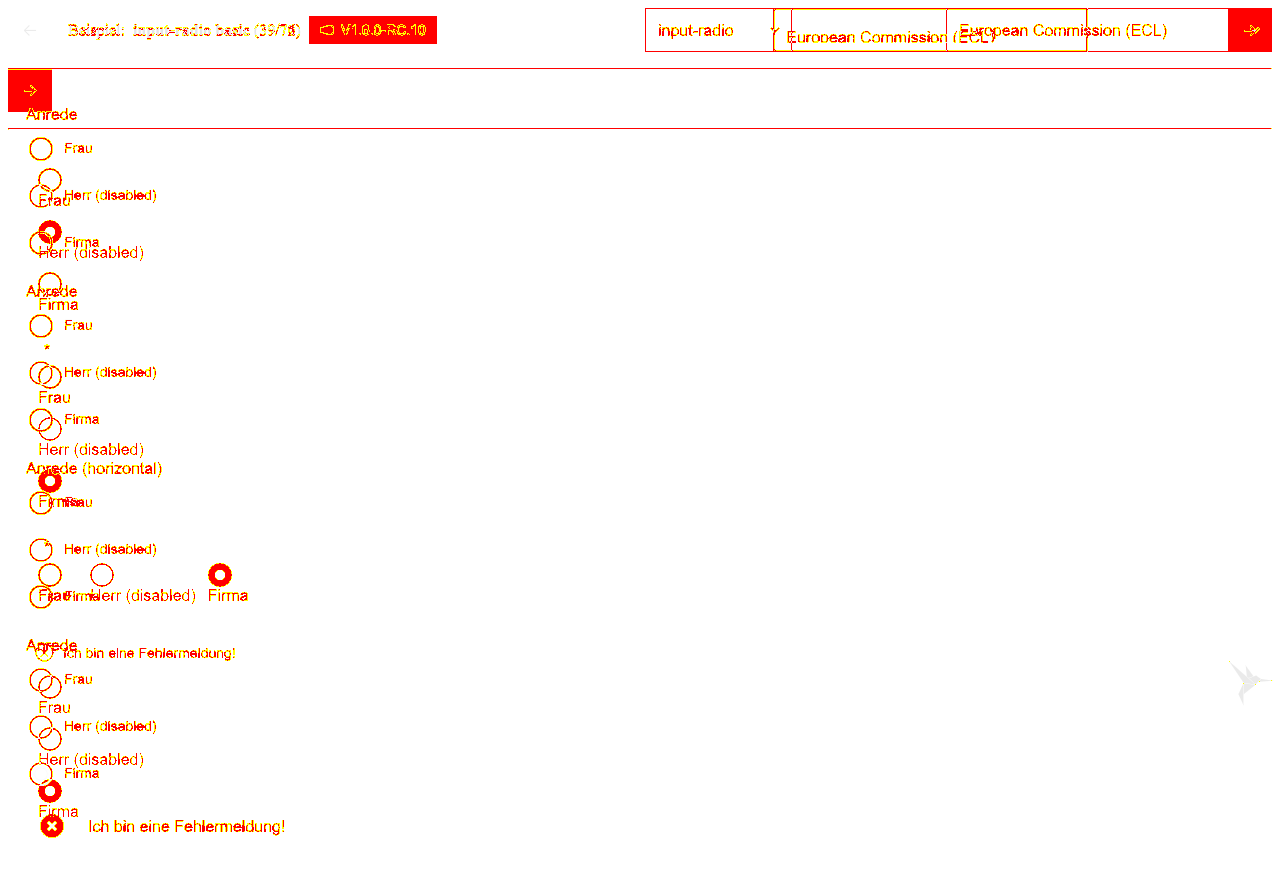 Beispiel: input-radio basic (39/78) V1.0.0-RC.10 input-radio European Commission (ECL) European Commission (ECL)
Anrede
Frau
Herr (disabled)
Frau
Firma
Herr (disabled)
Anrede
Firma
Frau
*
Herr (disabled)
Frau
Firma
Herr (disabled)
Anrede (horizontal)
Firma Frau
*
Herr (disabled)
Frau Firma Herr (disabled) Firma
Anrede
Ich bin eine Fehlermeldung!
Frau
Frau
Herr (disabled)
Herr (disabled)
Firma
Firma
Ich bin eine Fehlermeldung!